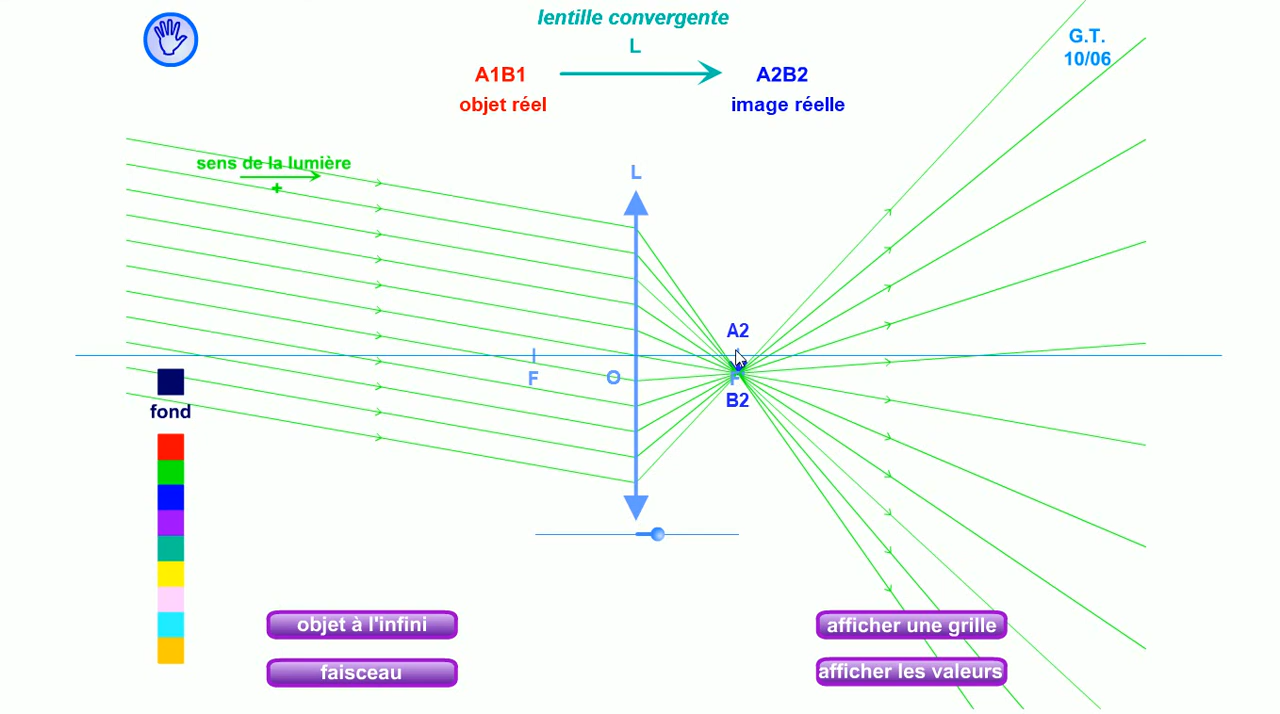 lentille convergente
L
G.T.
10/06
A1B1
A2B2
objet réel
image réelle
sens de la lumière
+
L
A2
F
O
F
B2
fond
objet à l'infini
afficher une grille
faisceau
afficher les valeurs